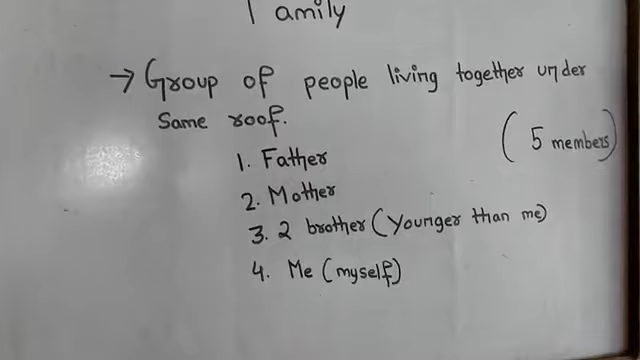 Family
→ Group of people living together under
same roof.
(5 members)
1. Father
2. Mother
3. 2 brother (Younger than me)
4. Me (myself)